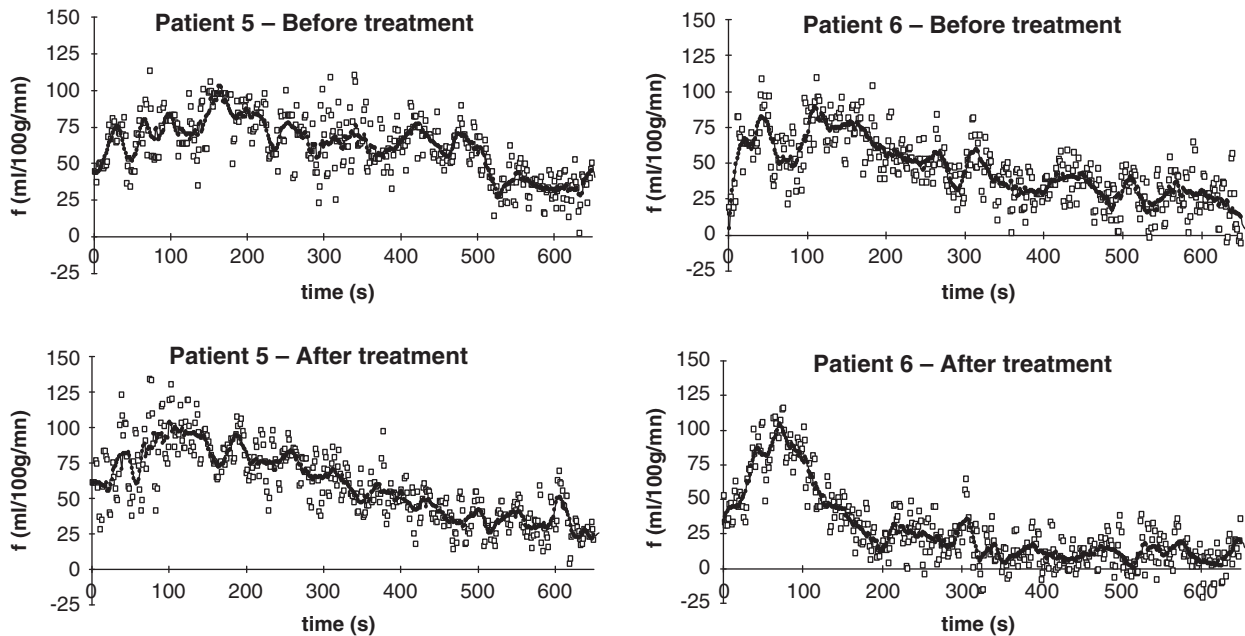 Patient 5 – Before treatment
150
125
100
75
50
25
0
-25
f (ml/100g/mn)
0 100 200 300 400 500 600
time (s)
Patient 6 – Before treatment
150
125
100
75
50
25
0
-25
f (ml/100g/mn)
0 100 200 300 400 500 600
time (s)
Patient 5 – After treatment
150
125
100
75
50
25
0
-25
f (ml/100g/mn)
0 100 200 300 400 500 600
time (s)
Patient 6 – After treatment
150
125
100
75
50
25
0
-25
f (ml/100g/mn)
0 100 200 300 400 500 600
time (s)